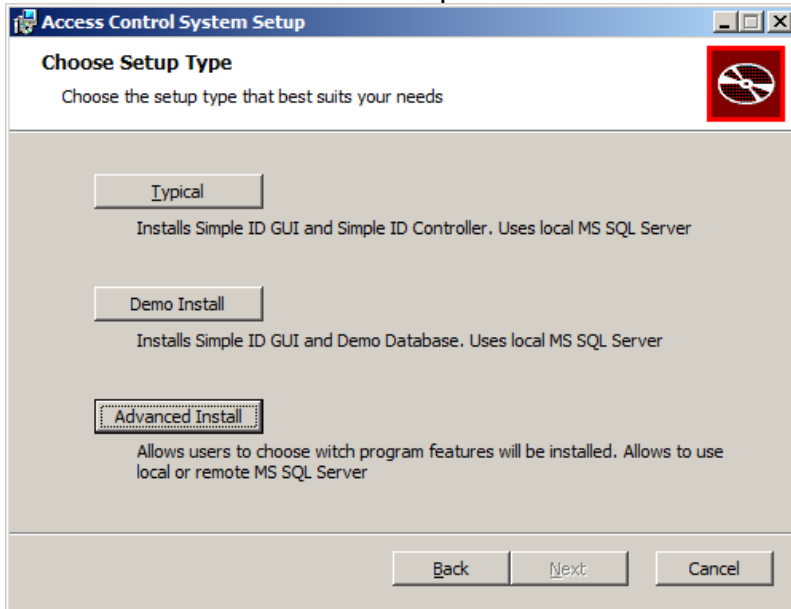 Access Control System Setup
Choose Setup Type
Choose the setup type that best suits your needs
Typical
Installs Simple ID GUI and Simple ID Controller. Uses local MS SQL Server
Demo Install
Installs Simple ID GUI and Demo Database. Uses local MS SQL Server
Advanced Install
Allows users to choose witch program features will be installed. Allows to use
local or remote MS SQL Server
Back Next Cancel